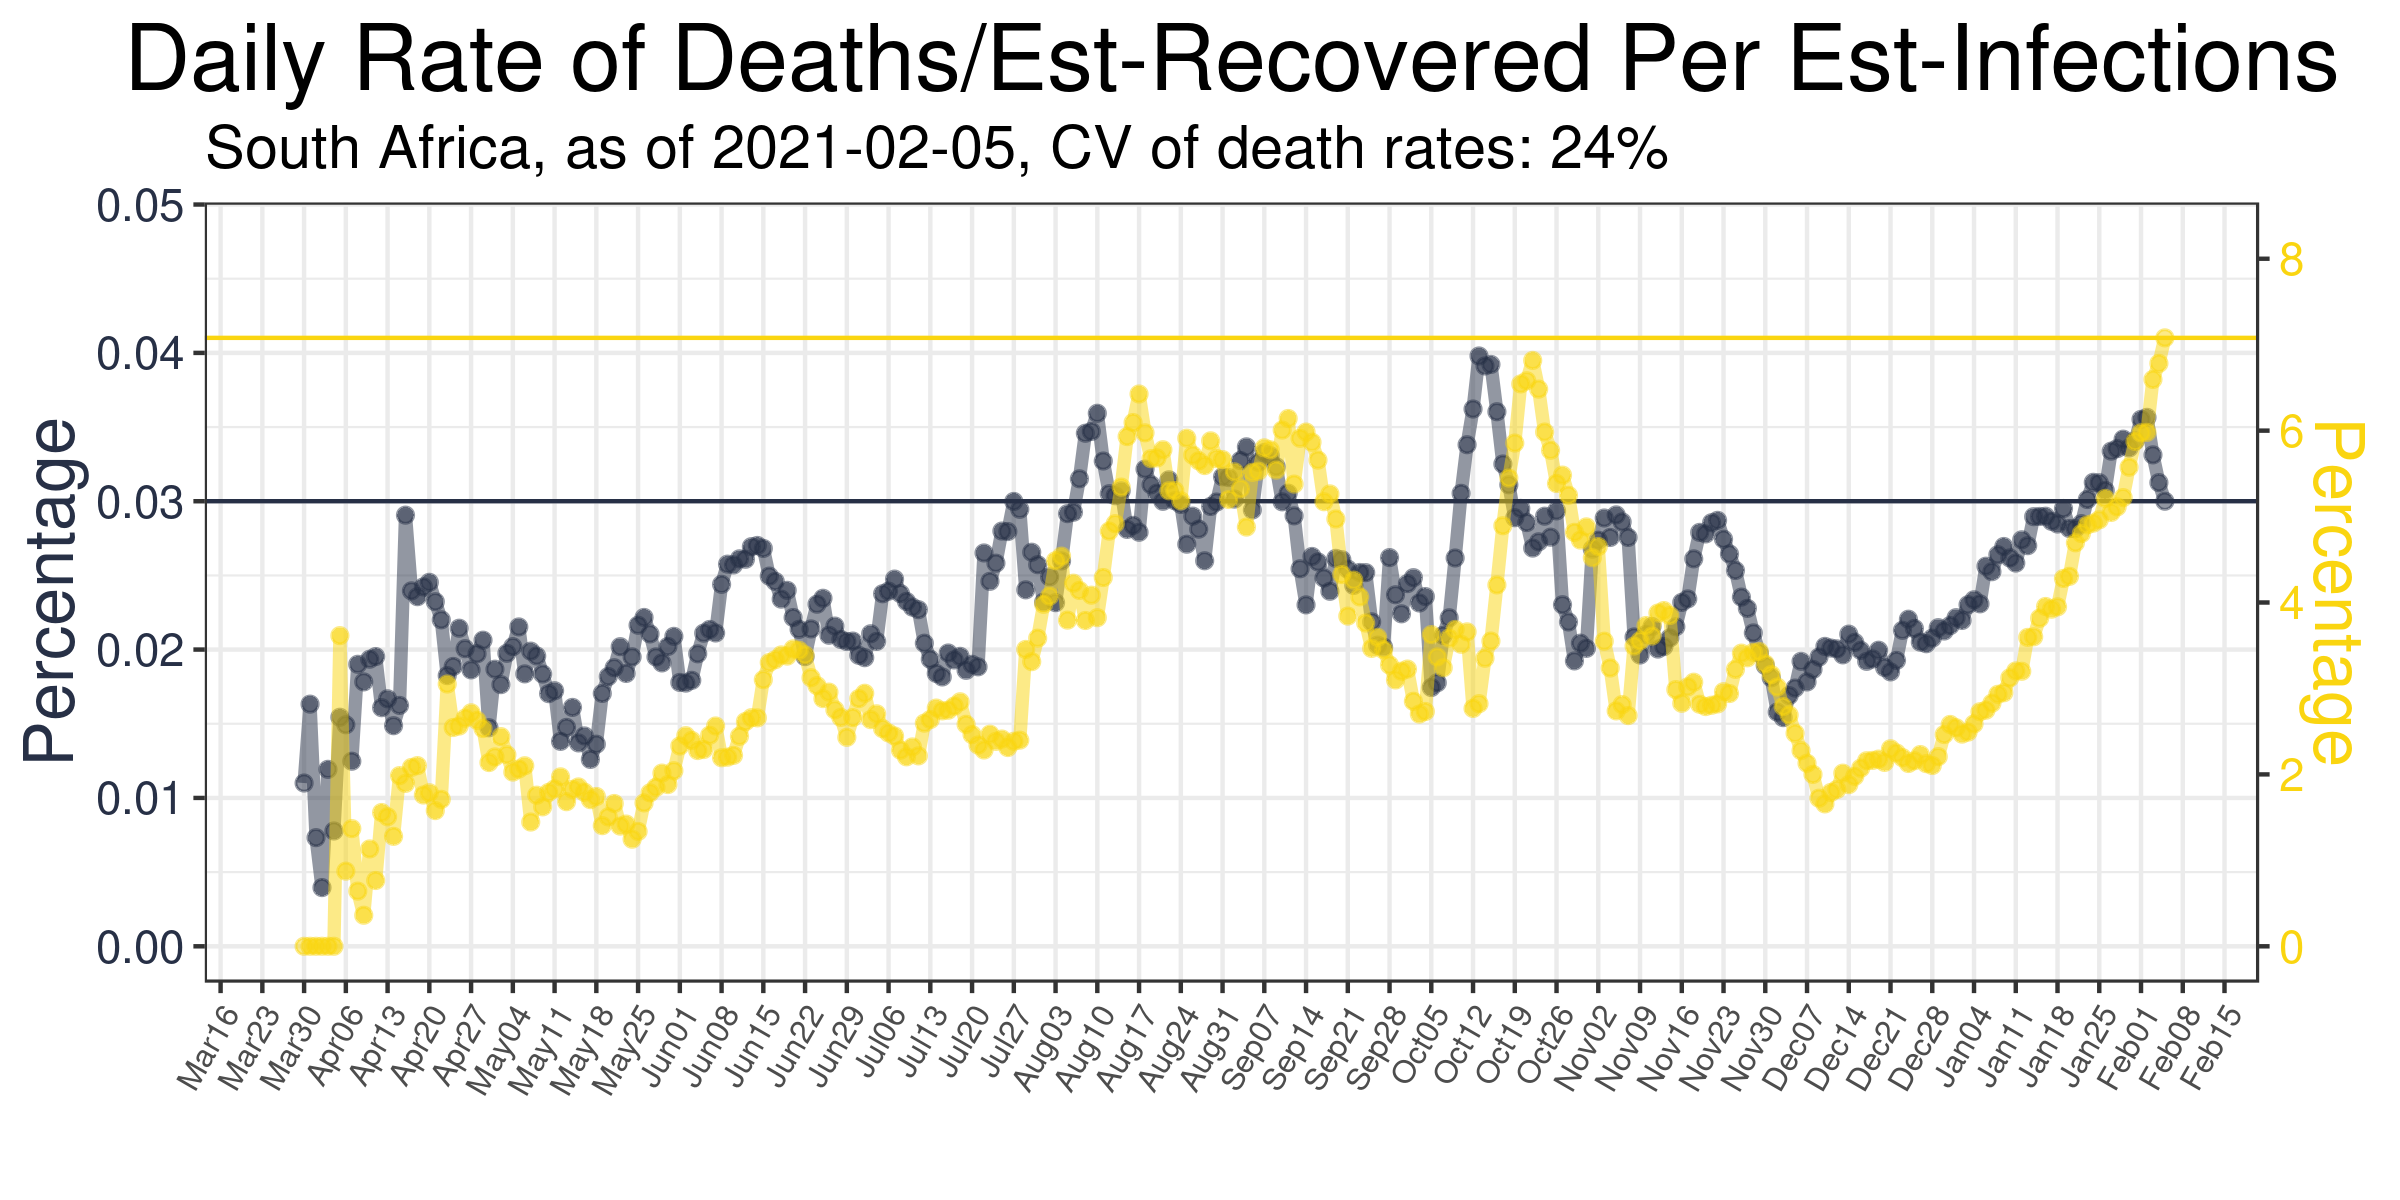 Daily Rate of Deaths/Est-Recovered Per Est-Infections
South Africa, as of 2021-02-05, CV of death rates: 24%
0.05
0.04
0.03
0.02
0.01
0.00
Percentage
8
6
4
2
0
Percentage
Mar16 Mar23 Mar30 Apr06 Apr13 Apr20 Apr27 May04 May11 May18 May25 Jun01 Jun08 Jun15 Jun22 Jun29 Jul06 Jul13 Jul20 Jul27 Aug03 Aug10 Aug17 Aug24 Aug31 Sep07 Sep14 Sep21 Sep28 Oct05 Oct12 Oct19 Oct26 Nov02 Nov09 Nov16 Nov23 Nov30 Dec07 Dec14 Dec21 Dec28 Jan04 Jan11 Jan18 Jan25 Feb01 Feb08 Feb15